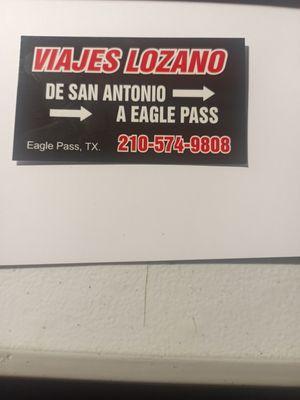 VIAJES LOZANO
DE SAN ANTONIO
A EAGLE PASS
Eagle Pass, TX. 210-574-9808